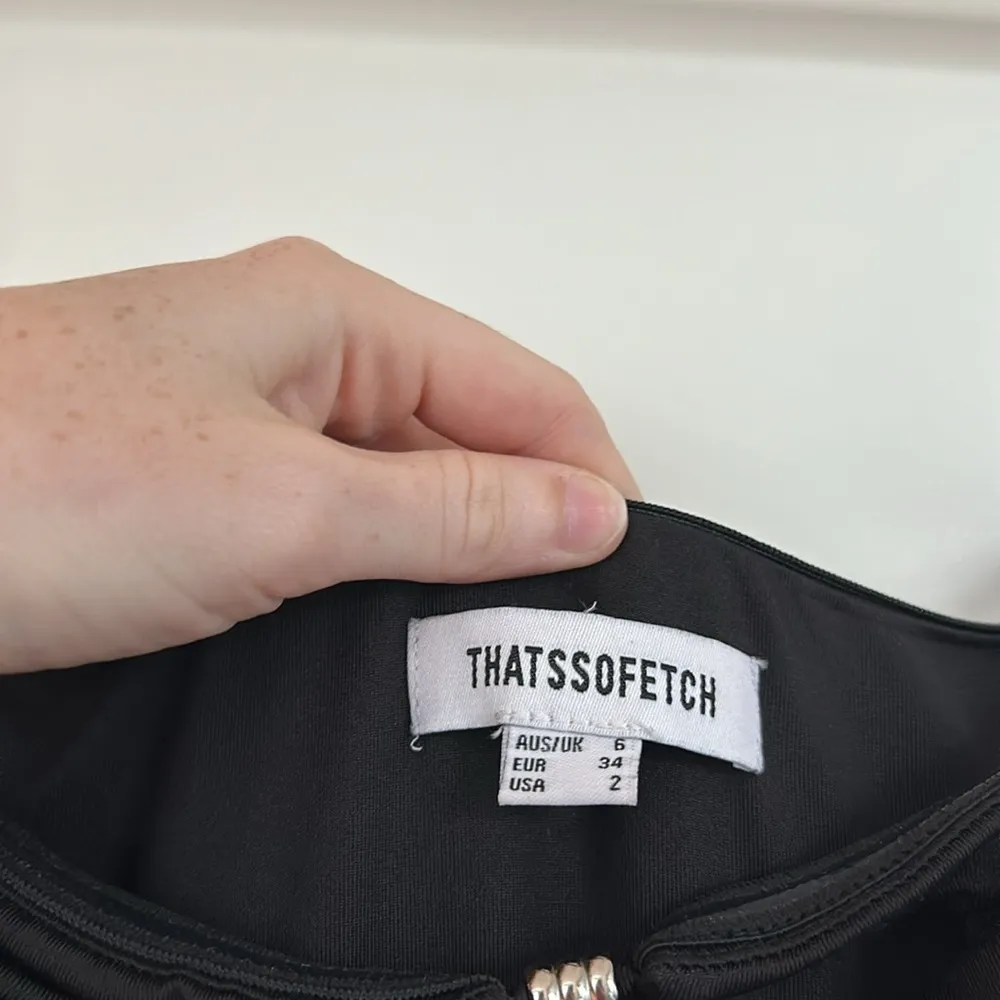 THATSSOFETCH
AUS/UK 6
EUR 34
USA 2